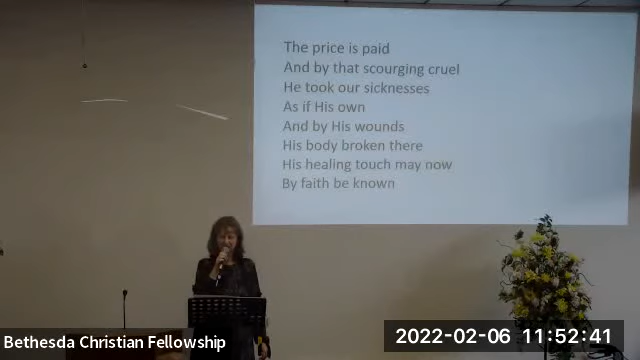 The price is paid
And by that scourging cruel
He took our sicknesses
As if His own
And by His wounds
His body broken there
His healing touch may now
By faith be known
Bethesda Christian Fellowship
2022-02-06 11:52:41